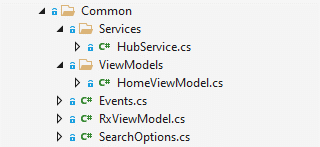 Common
Services
C# HubService.cs
ViewModels
C# HomeViewModel.cs
C# Events.cs
C# RxViewModel.cs
C# SearchOptions.cs